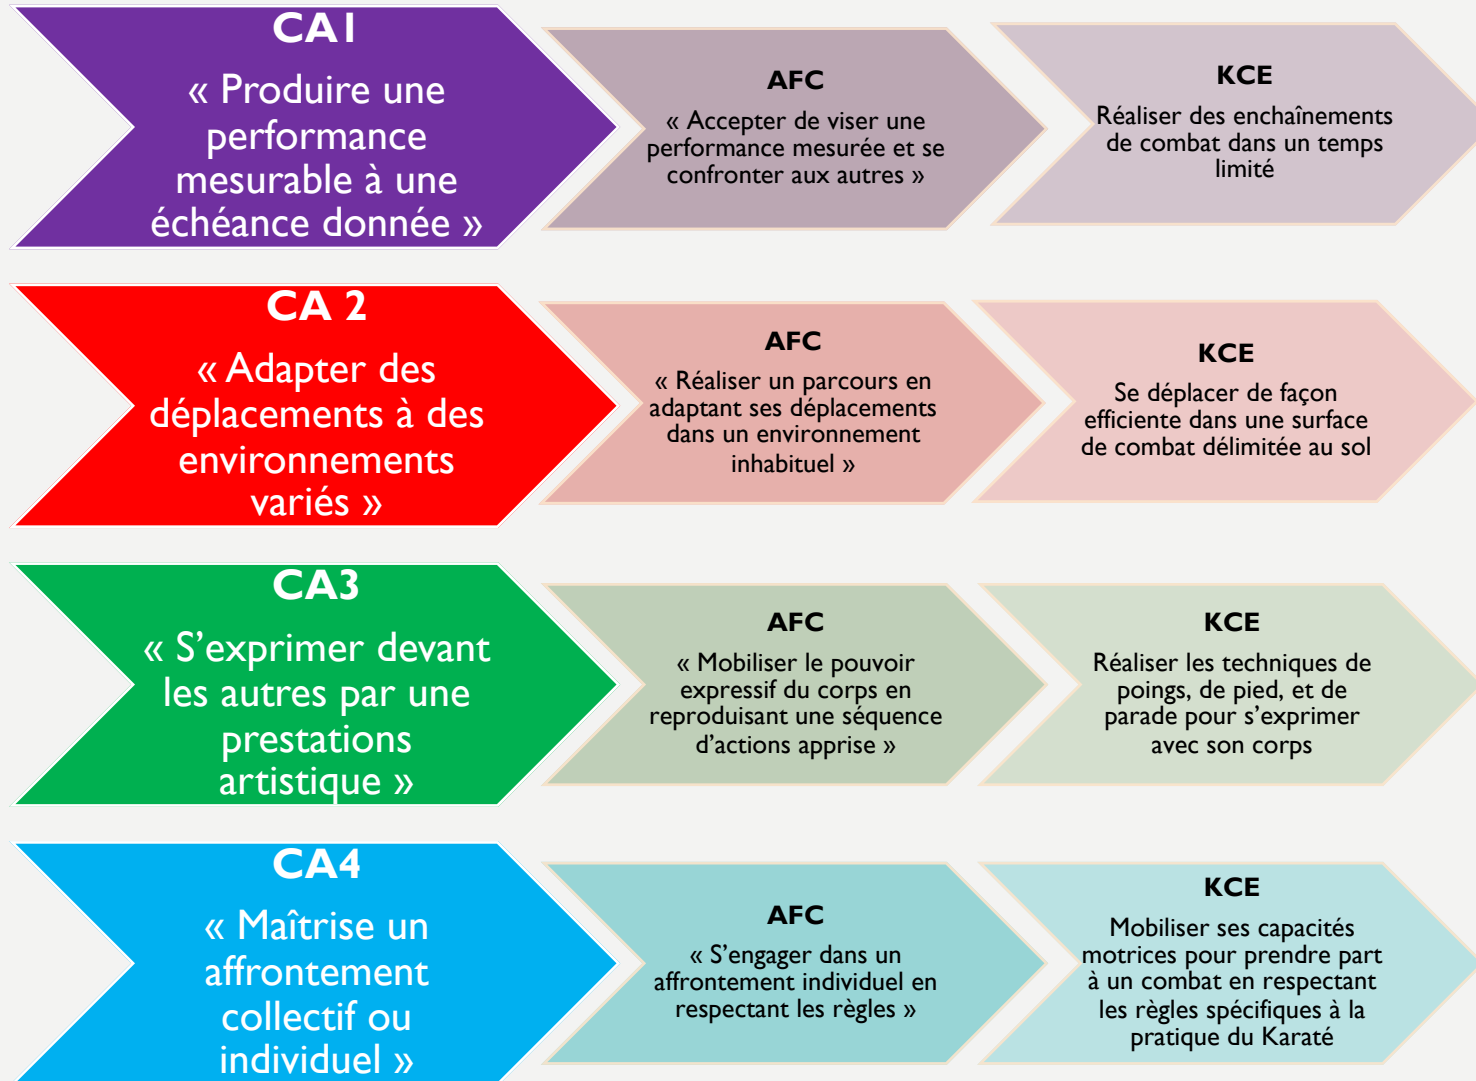 CA1
« Produire une
performance
mesurable à une
échéance donnée »
AFC
« Accepter de viser une
performance mesurée et se
confronter aux autres »
KCE
Réaliser des enchaînements
de combat dans un temps
limité
CA 2
« Adapter des
déplacements à des
environnements
variés »
AFC
« Réaliser un parcours en
adaptant ses déplacements
dans un environnement
inhabituel »
KCE
Se déplacer de façon
efficiente dans une surface
de combat délimitée au sol
CA3
« S’exprimer devant
les autres par une
prestations
artistique »
AFC
« Mobiliser le pouvoir
expressif du corps en
reproduisant une séquence
d’actions apprise »
KCE
Réaliser les techniques de
poings, de pied, et de
parade pour s’exprimer
avec son corps
CA4
« Maîtrise un
affrontement
collectif ou
individuel »
AFC
« S’engager dans un
affrontement individuel en
respectant les règles »
KCE
Mobiliser ses capacités
motrices pour prendre part
à un combat en respectant
les règles spécifiques à la
pratique du Karaté